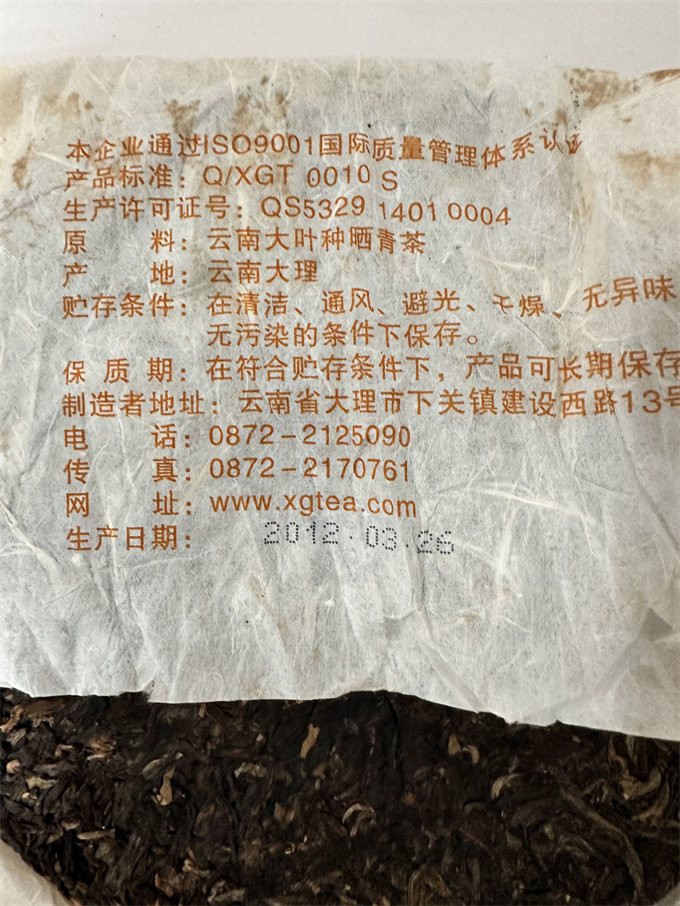 本企业通过ISO9001国际质量管理体系认
产品标准：Q/XGT 0010 S
生产许可证号：QS5329 1401 0004
原料：云南大叶种晒青茶
产地：云南大理
贮存条件：在清洁、通风、避光、干燥、无异味
无污染的条件下保存。
保质期：在符合贮存条件下，产品可长期保存
制造者地址：云南省大理市下关镇建设西路13号
电话：0872-2125090
传真：0872-2170761
网址：www.xgtea.com
生产日期：2012.03.26